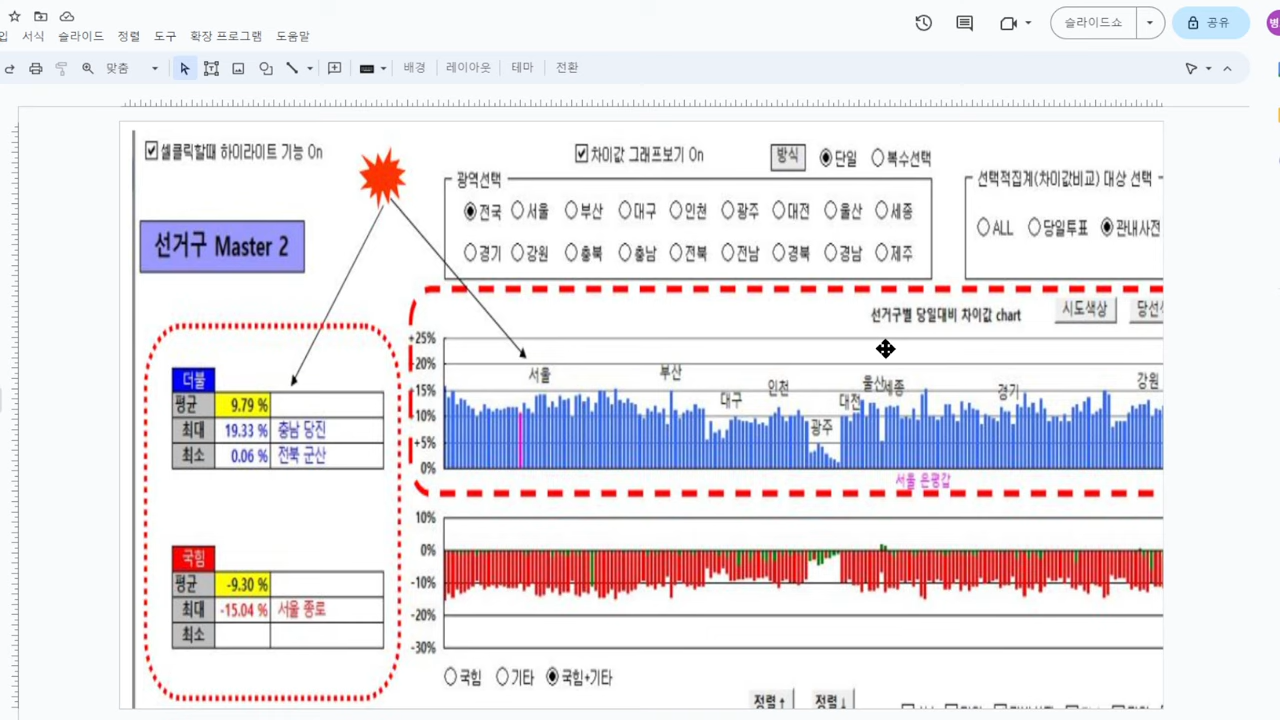 서식 슬라이드 정렬 도구 확장 프로그램 도움말
슬라이드쇼
공유
맞춤
배경 레이아웃 테마 전환
셀클릭할때 하이라이트 기능 On
차이값 그래프보기 On
방식
단일 복수선택
광역선택
선택적집계(차이값비교) 대상 선택
전국 서울 부산 대구 인천 광주 대전 울산 세종
ALL 당일투표 관내사전
경기 강원 충북 충남 전북 전남 경북 경남 제주
선거구 Master 2
선거구별 당일대비 차이값 chart
시도색상
+25%
+20%
+15%
+10%
+5%
0%
서울 부산 대구 인천 광주 대전 울산 세종 경기 강원
서울 은평갑
더불
평균 9.79 %
최대 19.33 % 충남 당진
최소 0.06 % 전북 군산
10%
0%
-10%
-20%
-30%
국힘
평균 -9.30 %
최대 -15.04 % 서울 종로
최소
국힘 기타 국힘+기타
정렬↑ 정렬↓